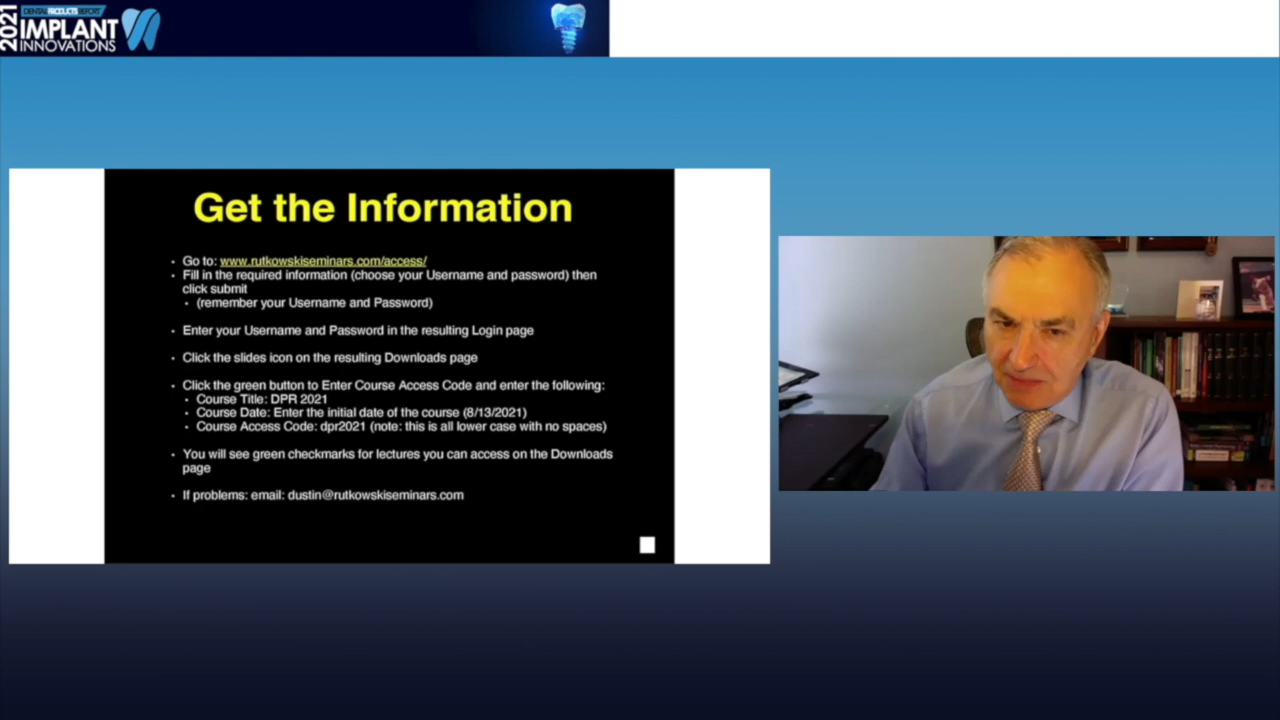 2021
DENTAL PRODUCTS REPORT
IMPLANT
INNOVATIONS
Get the Information
• Go to: www.rutkowskiseminars.com/access/
• Fill in the required information (choose your Username and password) then
click submit
• (remember your Username and Password)
• Enter your Username and Password in the resulting Login page
• Click the slides icon on the resulting Downloads page
• Click the green button to Enter Course Access Code and enter the following:
• Course Title: DPR 2021
• Course Date: Enter the initial date of the course (8/13/2021)
• Course Access Code: dpr2021 (note: this is all lower case with no spaces)
• You will see green checkmarks for lectures you can access on the Downloads
page
• If problems: email: dustin@rutkowskiseminars.com